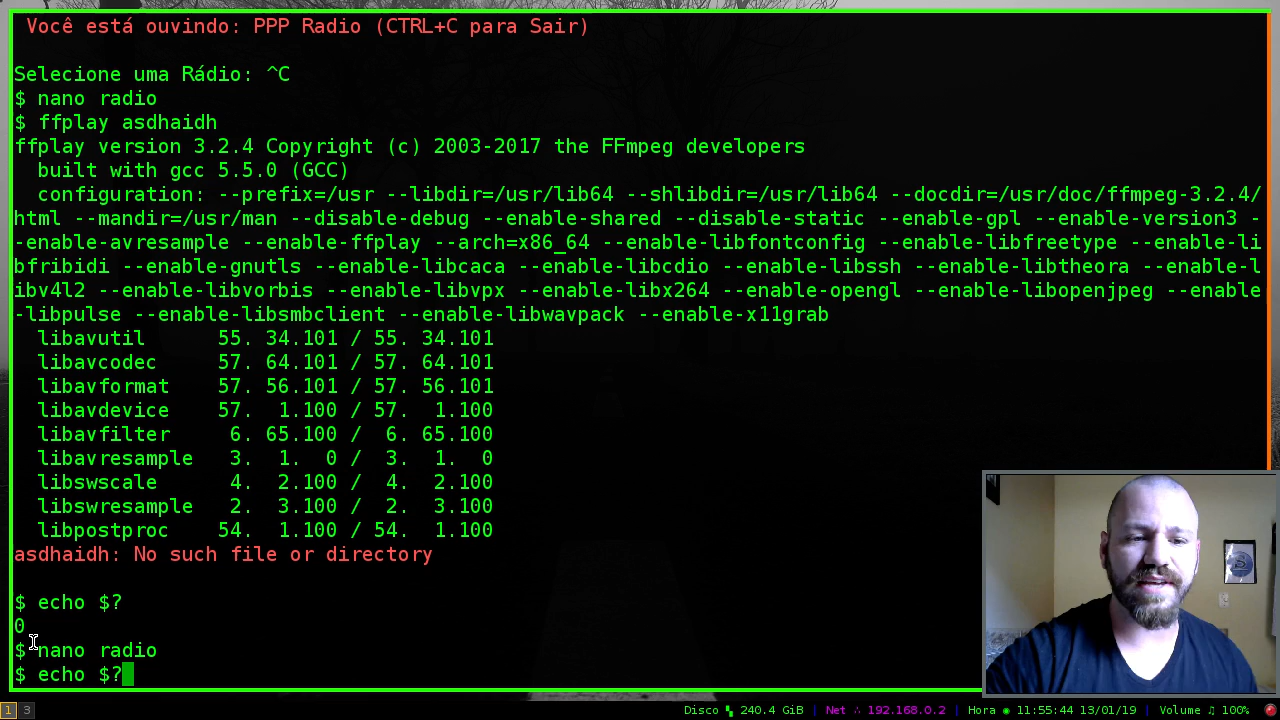 Você está ouvindo: PPP Radio (CTRL+C para Sair)
Selecione uma Rádio: ^C
$ nano radio
$ ffplay asdhaidh
ffplay version 3.2.4 Copyright (c) 2003-2017 the FFmpeg developers
  built with gcc 5.5.0 (GCC)
  configuration: --prefix=/usr --libdir=/usr/lib64 --shlibdir=/usr/lib64 --docdir=/usr/doc/ffmpeg-3.2.4/
html --mandir=/usr/man --disable-debug --enable-shared --disable-static --enable-gpl --enable-version3 -
-enable-avresample --enable-ffplay --arch=x86_64 --enable-libfontconfig --enable-libfreetype --enable-li
bfribidi --enable-gnutls --enable-libcaca --enable-libcdio --enable-libssh --enable-libtheora --enable-l
ibv4l2 --enable-libvorbis --enable-libvpx --enable-libx264 --enable-opengl --enable-libopenjpeg --enable
-libpulse --enable-libsmbclient --enable-libwavpack --enable-x11grab
  libavutil      55. 34.101 / 55. 34.101
  libavcodec     57. 64.101 / 57. 64.101
  libavformat    57. 56.101 / 57. 56.101
  libavdevice    57.  1.100 / 57.  1.100
  libavfilter     6. 65.100 /  6. 65.100
  libavresample   3.  1.  0 /  3.  1.  0
  libswscale      4.  2.100 /  4.  2.100
  libswresample   2.  3.100 /  2.  3.100
  libpostproc    54.  1.100 / 54.  1.100
asdhaidh: No such file or directory
$ echo $?
0
$ nano radio
$ echo $?
1 3 Disco 240.4 GiB | Net ∴ 192.168.0.2 | Hora ◉ 11:55:44 13/01/19 | Volume ♫ 100%